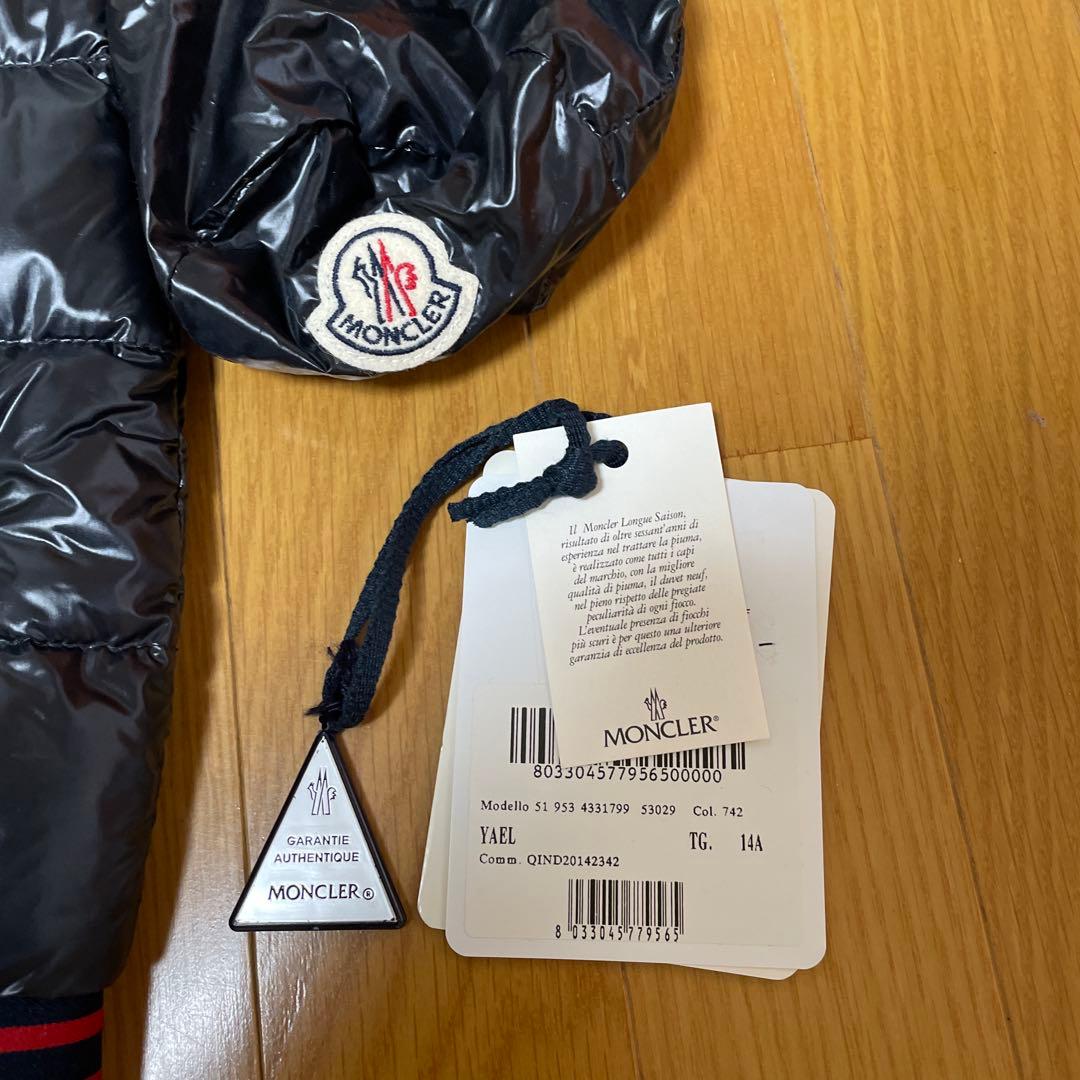 MONCLER
Il Moncler Longue Saison,
risultato di oltre sessant'anni di
esperienza nel trattare la piuma,
è realizzato come tutti i capi
del marchio, con la migliore
qualità di piuma, il duvet neuf,
nel pieno rispetto delle pregiate
peculiarità di ogni fiocco.
L'eventuale presenza di fiocchi
più scuri è per questo una ulteriore
garanzia di eccellenza del prodotto.
MONCLER®
803304577956500000
Modello 51 953 4331799 53029 Col. 742
YAEL TG. 14A
Comm. QIND20142342
8 033045779565
GARANTIE
AUTHENTIQUE
MONCLER®